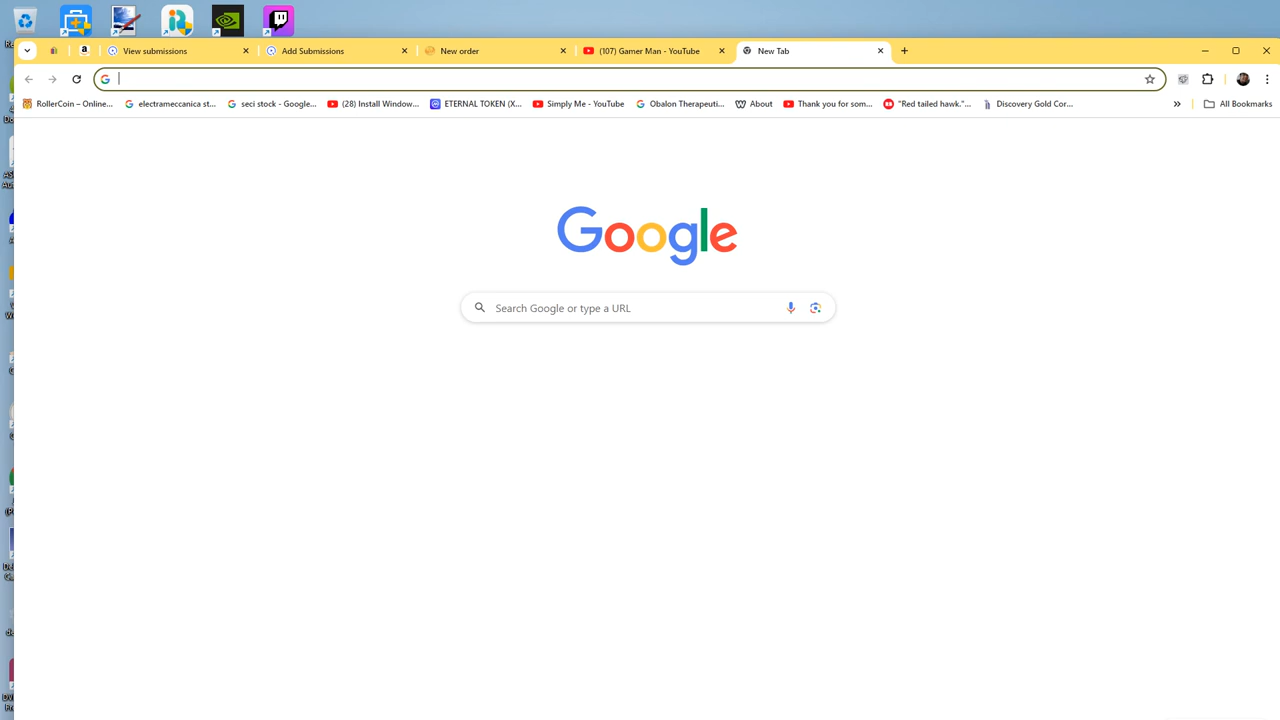 View submissions
Add Submissions
New order
(107) Gamer Man - YouTube
New Tab
RollerCoin – Online...
electrameccanica st...
seci stock - Google...
(28) Install Window...
ETERNAL TOKEN (X...
Simply Me - YouTube
Obalon Therapeuti...
About
Thank you for som...
"Red tailed hawk."...
Discovery Gold Cor...
All Bookmarks
Google
Search Google or type a URL